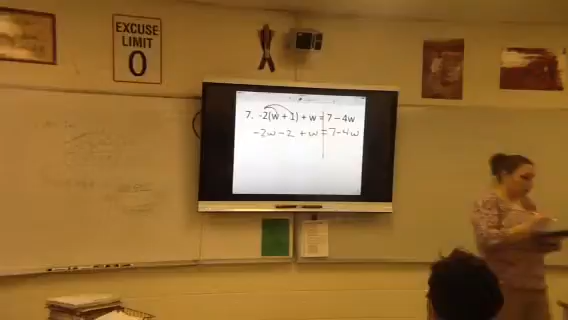 EXCUSE
LIMIT
0
7. -2(w + 1) + w = 7 - 4w
-2w - 2 + w = 7 - 4w